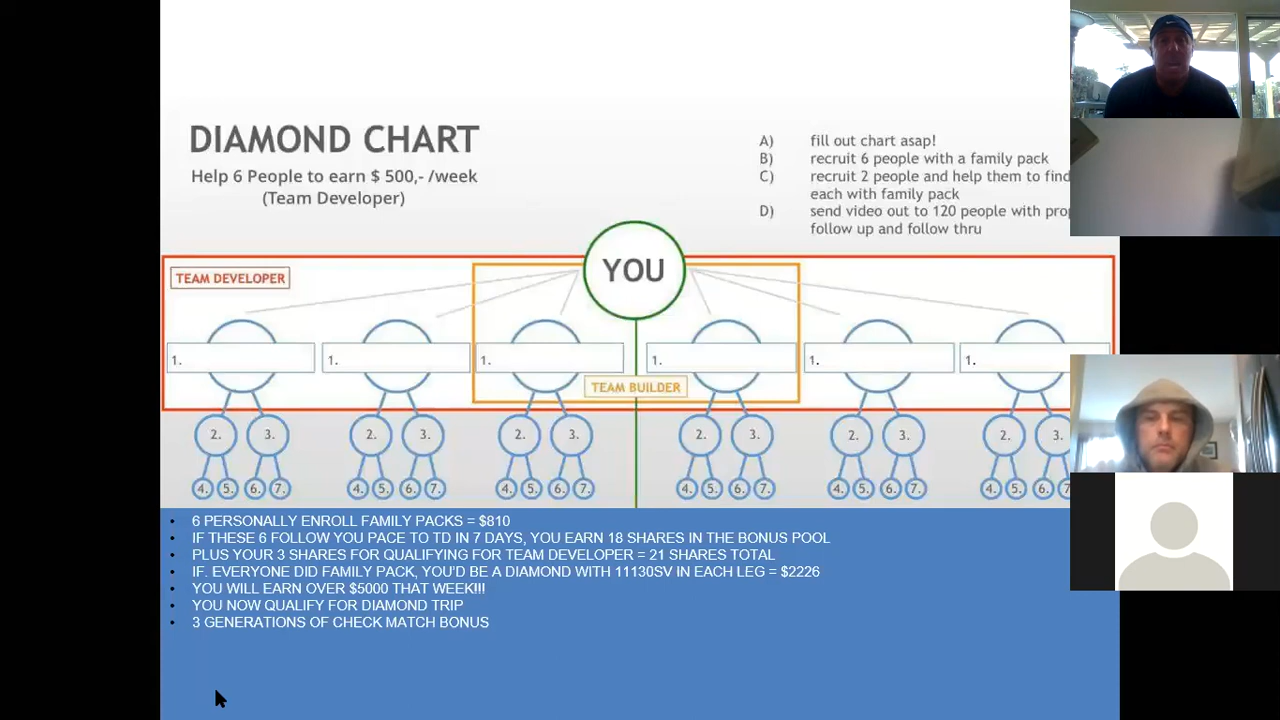 DIAMOND CHART
Help 6 People to earn $ 500,- /week
(Team Developer)
A) fill out chart asap!
B) recruit 6 people with a family pack
C) recruit 2 people and help them to find
each with family pack
D) send video out to 120 people with
follow up and follow thru
YOU
TEAM DEVELOPER
1. 1. 1. 1. 1. 1.
TEAM BUILDER
2. 3. 2. 3. 2. 3. 2. 3. 2. 3. 2. 3.
4. 5. 6. 7. 4. 5. 6. 7. 4. 5. 6. 7. 4. 5. 6. 7. 4. 5. 6. 7. 4. 5. 6. 7
• 6 PERSONALLY ENROLL FAMILY PACKS = $810
• IF THESE 6 FOLLOW YOU PACE TO TD IN 7 DAYS, YOU EARN 18 SHARES IN THE BONUS POOL
• PLUS YOUR 3 SHARES FOR QUALIFYING FOR TEAM DEVELOPER = 21 SHARES TOTAL
• IF. EVERYONE DID FAMILY PACK, YOU'D BE A DIAMOND WITH 11130SV IN EACH LEG = $2226
• YOU WILL EARN OVER $5000 THAT WEEK!!!
• YOU NOW QUALIFY FOR DIAMOND TRIP
• 3 GENERATIONS OF CHECK MATCH BONUS